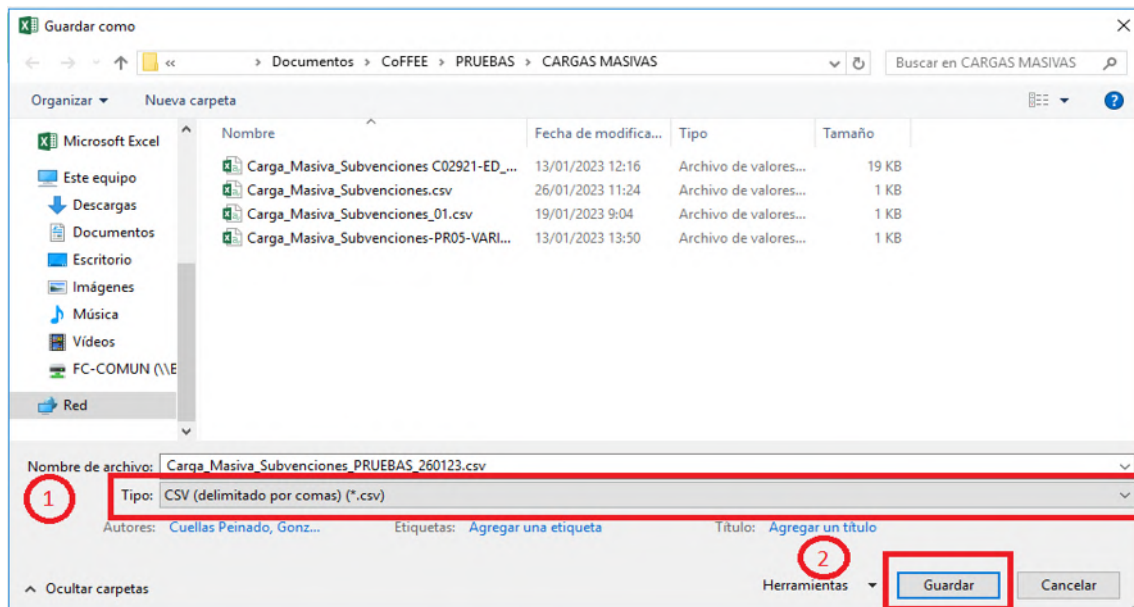 Guardar como
« > Documentos > CoFFEE > PRUEBAS > CARGAS MASIVAS
Buscar en CARGAS MASIVAS
Organizar Nueva carpeta
Nombre Fecha de modifica... Tipo Tamaño
Microsoft Excel
Este equipo
Descargas
Documentos
Escritorio
Imágenes
Música
Vídeos
FC-COMUN (\\E
Red
Carga_Masiva_Subvenciones C02921-ED_... 13/01/2023 12:16 Archivo de valores... 19 KB
Carga_Masiva_Subvenciones.csv 26/01/2023 11:24 Archivo de valores... 1 KB
Carga_Masiva_Subvenciones_01.csv 19/01/2023 9:04 Archivo de valores... 1 KB
Carga_Masiva_Subvenciones-PR05-VARI... 13/01/2023 13:50 Archivo de valores... 1 KB
Nombre de archivo: Carga_Masiva_Subvenciones_PRUEBAS_260123.csv
1 Tipo: CSV (delimitado por comas) (*.csv)
Autores: Cuellas Peinado, Gonz... Etiquetas: Agregar una etiqueta Título: Agregar un título
2
Ocultar carpetas Herramientas Guardar Cancelar